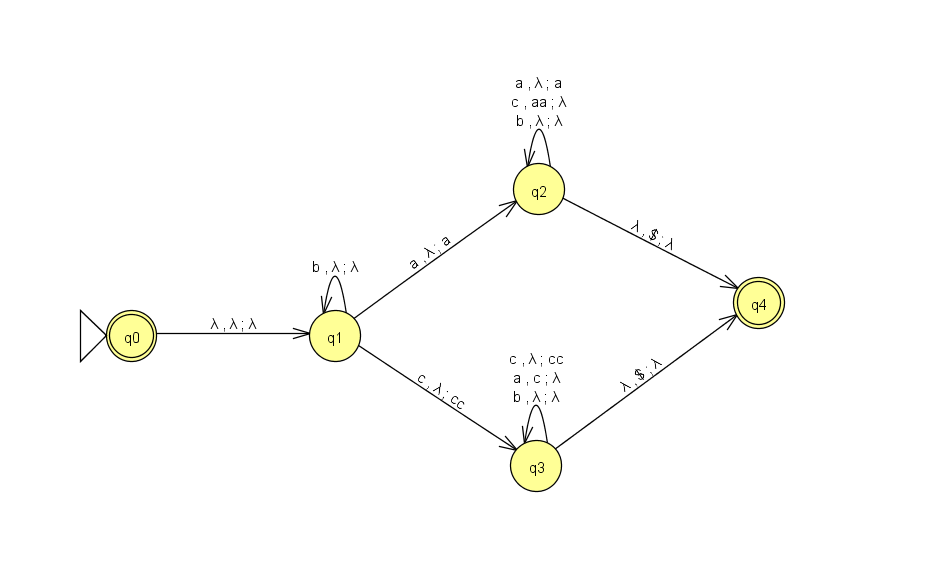 a , λ ; a
c , aa ; λ
b , λ ; λ
q2
λ , $ ; λ
a , λ ; a
b , λ ; λ
q4
λ , λ ; λ
q0
q1
c , λ ; cc
a , c ; λ
b , λ ; λ
λ , $ ; λ
c , λ ; cc
q3